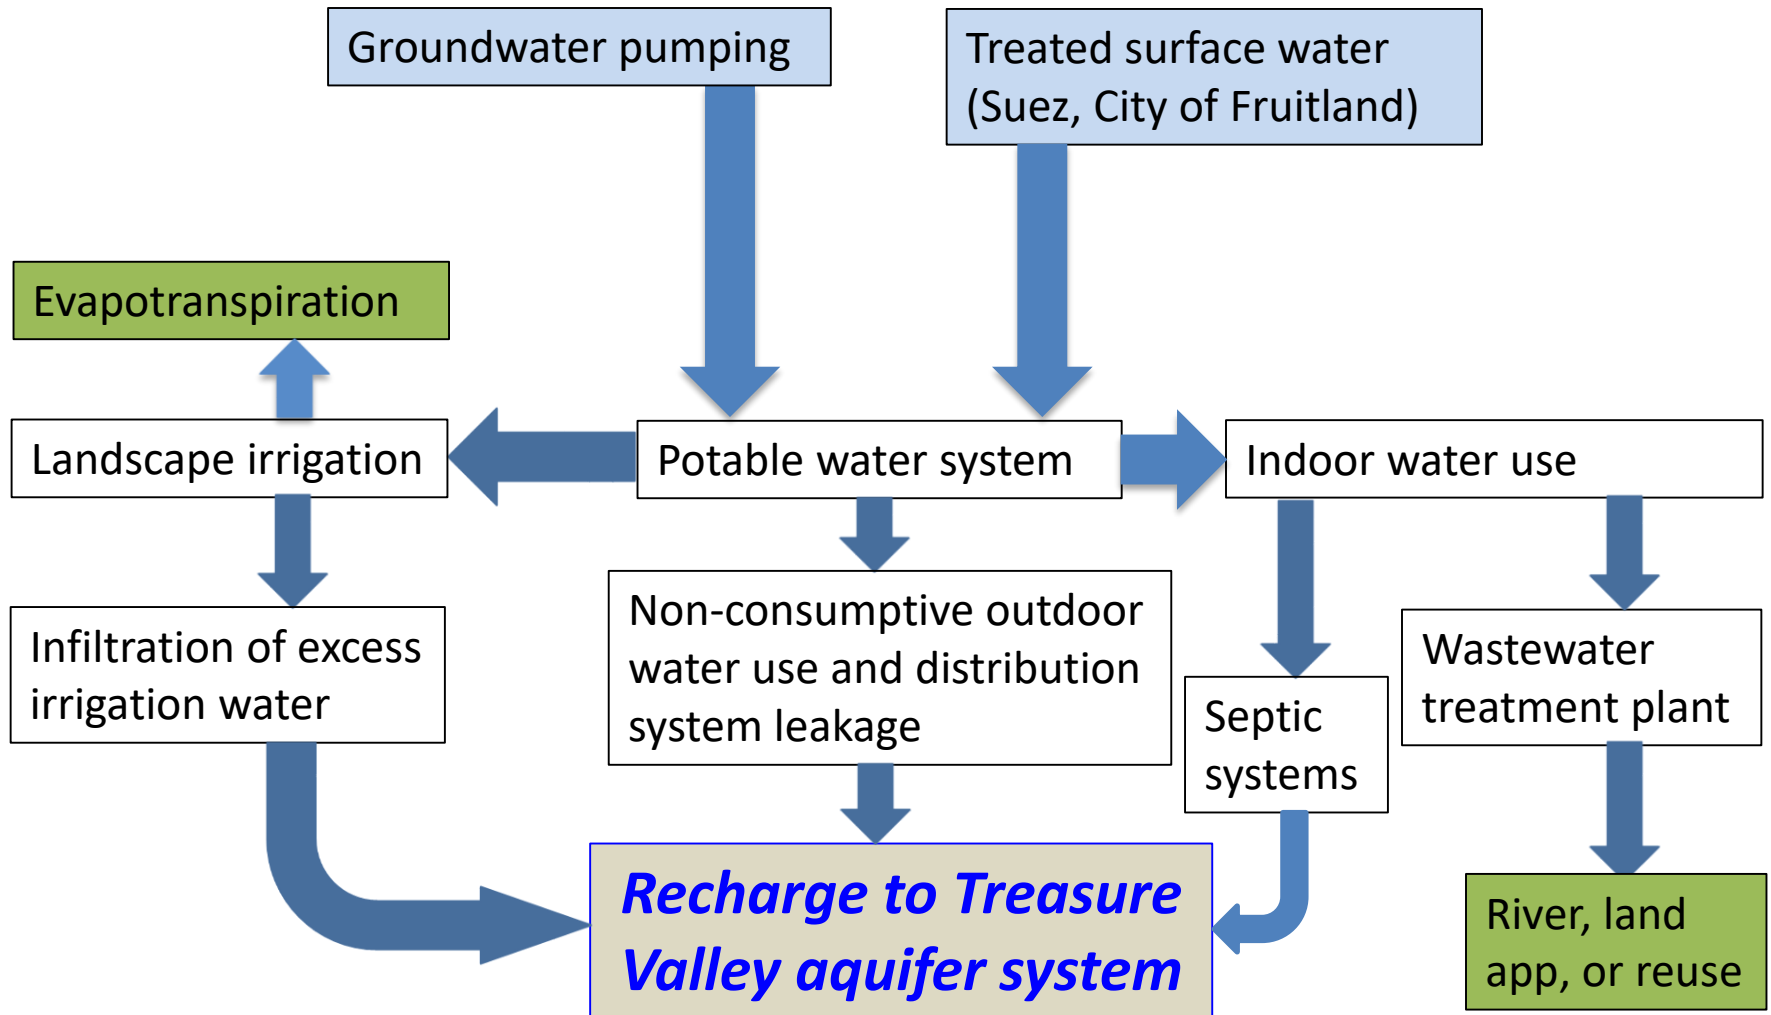 Groundwater pumping
Treated surface water
(Suez, City of Fruitland)
Evapotranspiration
Landscape irrigation
Potable water system
Indoor water use
Infiltration of excess
irrigation water
Non-consumptive outdoor
water use and distribution
system leakage
Septic
systems
Wastewater
treatment plant
Recharge to Treasure
Valley aquifer system
River, land
app, or reuse